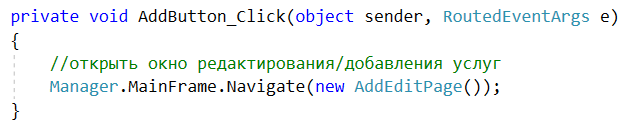 private void AddButton_Click(object sender, RoutedEventArgs e)
{
    //открыть окно редактирования/добавления услуг
    Manager.MainFrame.Navigate(new AddEditPage());
}